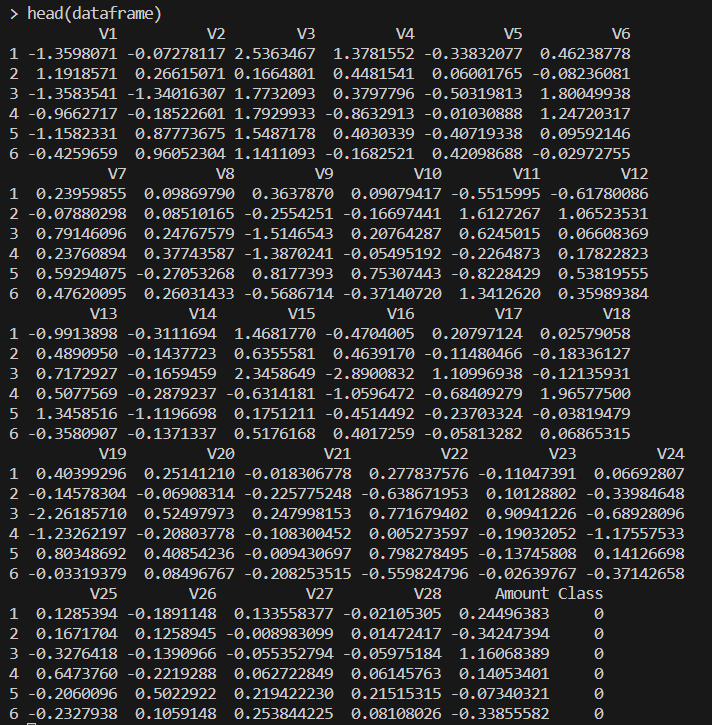 > head(dataframe)
V1 V2 V3 V4 V5 V6
1 -1.3598071 -0.07278117 2.5363467 1.3781552 -0.33832077 0.46238778
2 1.1918571 0.26615071 0.1664801 0.4481541 0.06001765 -0.08236081
3 -1.3583541 -1.34016307 1.7732093 0.3797796 -0.50319813 1.80049938
4 -0.9662717 -0.18522601 1.7929933 -0.8632913 -0.01030888 1.24720317
5 -1.1582331 0.87773675 1.5487178 0.4030339 -0.40719338 0.09592146
6 -0.4259659 0.96052304 1.1411093 -0.1682521 0.42098688 -0.02972755
V7 V8 V9 V10 V11 V12
1 0.23959855 0.09869790 0.3637870 0.09079417 -0.5515995 -0.61780086
2 -0.07880298 0.08510165 -0.2554251 -0.16697441 1.6127267 1.06523531
3 0.79146096 0.24767579 -1.5146543 0.20764287 0.6245015 0.06608369
4 0.23760894 0.37743587 -1.3870241 -0.05495192 -0.2264873 0.17822823
5 0.59294075 -0.27053268 0.8177393 0.75307443 -0.8228429 0.53819555
6 0.47620095 0.26031433 -0.5686714 -0.37140720 1.3412620 0.35989384
V13 V14 V15 V16 V17 V18
1 -0.9913898 -0.3111694 1.4681770 -0.4704005 0.20797124 0.02579058
2 0.4890950 -0.1437723 0.6355581 0.4639170 -0.11480466 -0.18336127
3 0.7172927 -0.1659459 2.3458649 -2.8900832 1.10996938 -0.12135931
4 0.5077569 -0.2879237 -0.6314181 -1.0596472 -0.68409279 1.96577500
5 1.3458516 -1.1196698 0.1751211 -0.4514492 -0.23703324 -0.03819479
6 -0.3580907 -0.1371337 0.5176168 0.4017259 -0.05813282 0.06865315
V19 V20 V21 V22 V23 V24
1 0.40399296 0.25141210 -0.018306778 0.277837576 -0.11047391 0.06692807
2 -0.14578304 -0.06908314 -0.225775248 -0.638671953 0.10128802 -0.33984648
3 -2.26185710 0.52497973 0.247998153 0.771679402 0.90941226 -0.68928096
4 -1.23262197 -0.20803778 -0.108300452 0.005273597 -0.19032052 -1.17557533
5 0.80348692 0.40854236 -0.009430697 0.798278495 -0.13745808 0.14126698
6 -0.03319379 0.08496767 -0.208253515 -0.559824796 -0.02639767 -0.37142658
V25 V26 V27 V28 Amount Class
1 0.1285394 -0.1891148 0.133558377 -0.02105305 0.24496383 0
2 0.1671704 0.1258945 -0.008983099 0.01472417 -0.34247394 0
3 -0.3276418 -0.1390966 -0.055352794 -0.05975184 1.16068389 0
4 0.6473760 -0.2219288 0.062722849 0.06145763 0.14053401 0
5 -0.2060096 0.5022922 0.219422230 0.21515315 -0.07340321 0
6 -0.2327938 0.1059148 0.253844225 0.08108026 -0.33855582 0